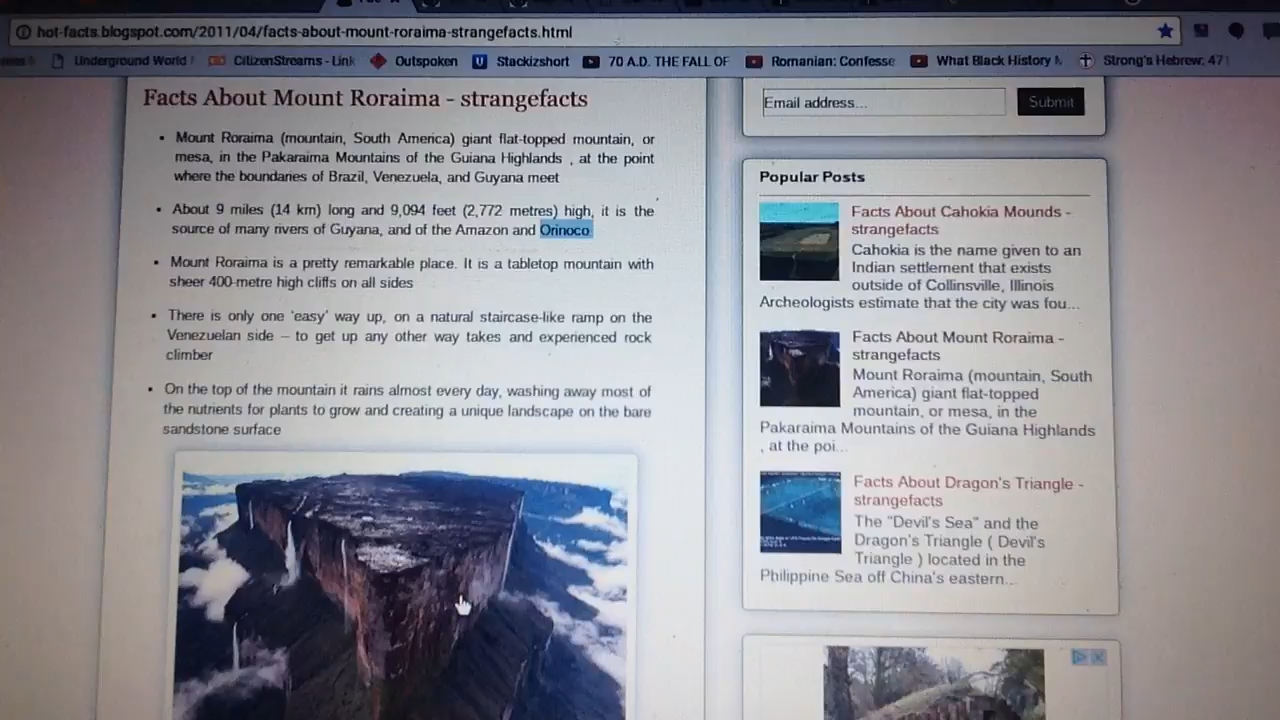 hot-facts.blogspot.com/2011/04/facts-about-mount-roraima-strangefacts.html
Underground World
CitizenStreams - Link
Outspoken
Stackizshort
70 A.D. THE FALL OF
Romanian: Confesse
What Black History
Strong's Hebrew: 47
Facts About Mount Roraima - strangefacts
Mount Roraima (mountain, South America) giant flat-topped mountain, or
mesa, in the Pakaraima Mountains of the Guiana Highlands , at the point
where the boundaries of Brazil, Venezuela, and Guyana meet
About 9 miles (14 km) long and 9,094 feet (2,772 metres) high, it is the
source of many rivers of Guyana, and of the Amazon and Orinoco
Mount Roraima is a pretty remarkable place. It is a tabletop mountain with
sheer 400-metre high cliffs on all sides
There is only one 'easy' way up, on a natural staircase-like ramp on the
Venezuelan side – to get up any other way takes and experienced rock
climber
On the top of the mountain it rains almost every day, washing away most of
the nutrients for plants to grow and creating a unique landscape on the bare
sandstone surface
Email address...
Submit
Popular Posts
Facts About Cahokia Mounds -
strangefacts
Cahokia is the name given to an
Indian settlement that exists
outside of Collinsville, Illinois
Archeologists estimate that the city was fou...
Facts About Mount Roraima -
strangefacts
Mount Roraima (mountain, South
America) giant flat-topped
mountain, or mesa, in the
Pakaraima Mountains of the Guiana Highlands
, at the poi...
Facts About Dragon's Triangle -
strangefacts
The "Devil's Sea" and the
Dragon's Triangle ( Devil's
Triangle ) located in the
Philippine Sea off China's eastern...